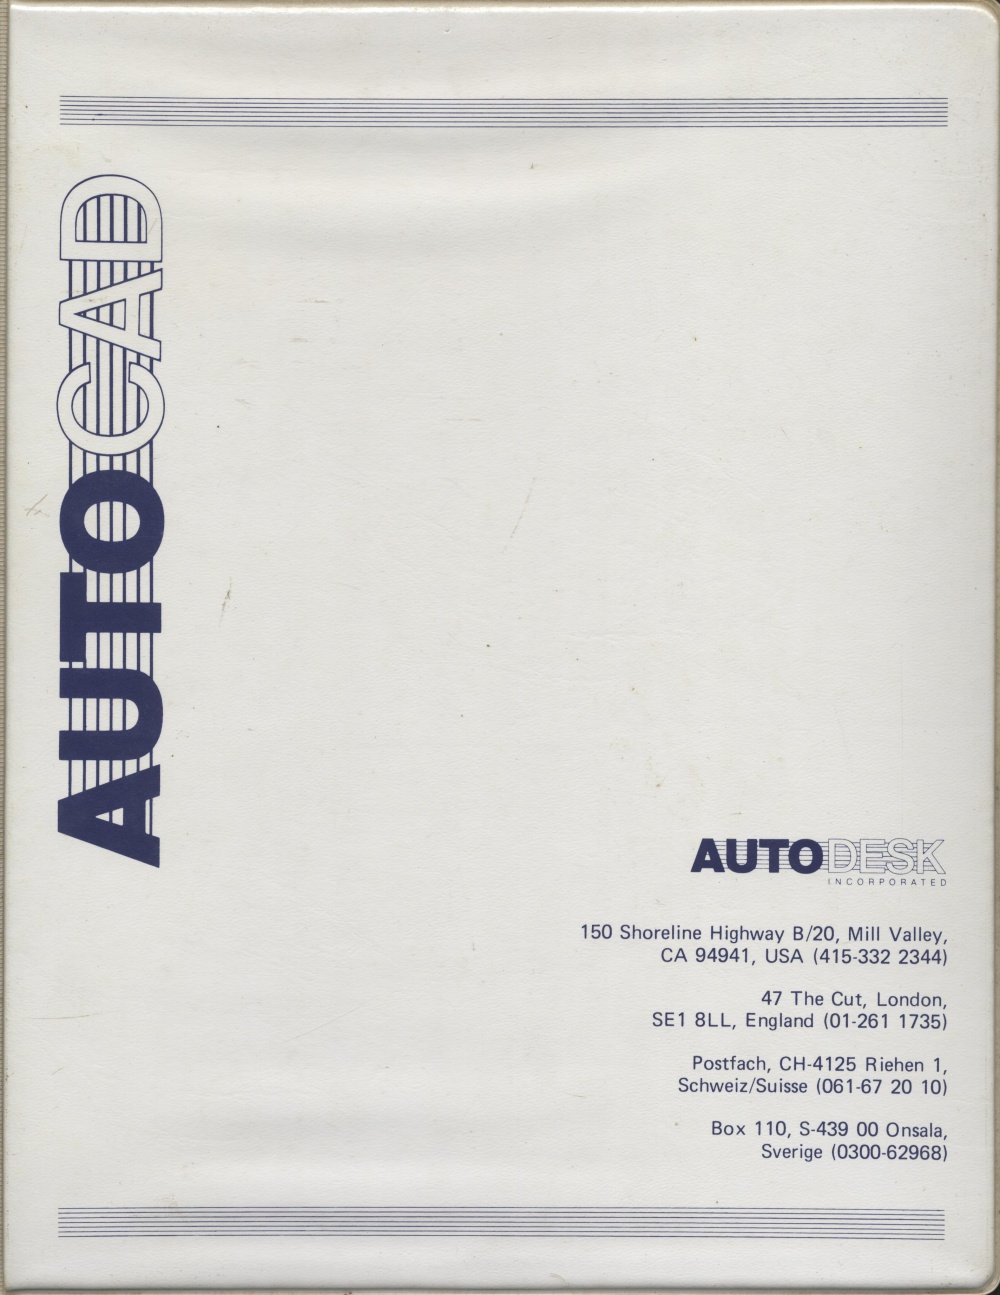 AUTOCAD
AUTODESK
INCORPORATED
150 Shoreline Highway B/20, Mill Valley,
CA 94941, USA (415-332 2344)
47 The Cut, London,
SE1 8LL, England (01-261 1735)
Postfach, CH-4125 Riehen 1,
Schweiz/Suisse (061-67 20 10)
Box 110, S-439 00 Onsala,
Sverige (0300-62968)